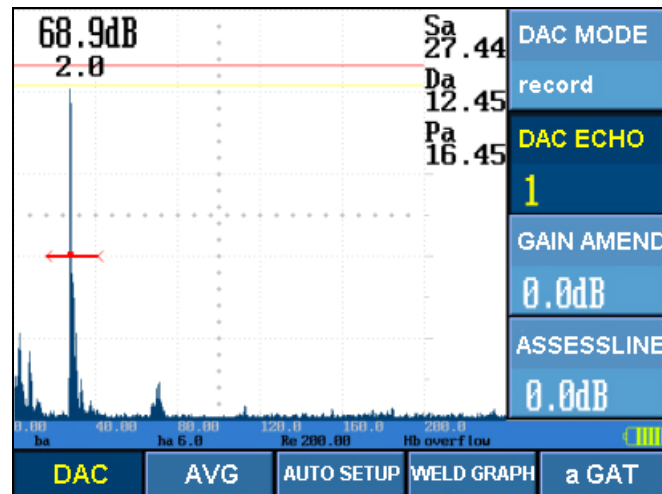 68.9dB
2.0
Sa
27.44
Da
12.45
Pa
16.45
DAC MODE
record
DAC ECHO
1
GAIN AMEND
0.0dB
ASSESSLINE
0.0dB
0.00 40.00 80.00 120.0 160.0 200.0
ba ha 6.0 Re 200.00 Hb overflow
DAC AVG AUTO SETUP WELD GRAPH a GAT